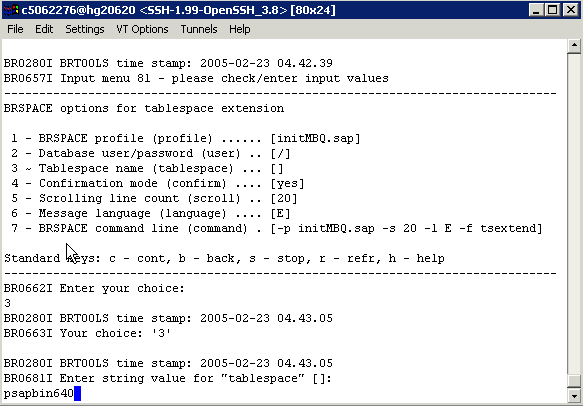 c5062276@hg20620 <SSH-1.99-OpenSSH_3.8> [80x24]
File Edit Settings VT Options Tunnels Help
BR0280I BRTOOLS time stamp: 2005-02-23 04.42.39
BR0657I Input menu 81 - please check/enter input values
-------------------------------------------------------------------------------
BRSPACE options for tablespace extension
1 - BRSPACE profile (profile) ...... [initMBQ.sap]
2 - Database user/password (user) .. [/]
3 ~ Tablespace name (tablespace) ... []
4 - Confirmation mode (confirm) .... [yes]
5 - Scrolling line count (scroll) .. [20]
6 - Message language (language) .... [E]
7 - BRSPACE command line (command) . [-p initMBQ.sap -s 20 -l E -f tsextend]
Standard keys: c - cont, b - back, s - stop, r - refr, h - help
-------------------------------------------------------------------------------
BR0662I Enter your choice:
3
BR0280I BRTOOLS time stamp: 2005-02-23 04.43.05
BR0663I Your choice: '3'
BR0280I BRTOOLS time stamp: 2005-02-23 04.43.05
BR0681I Enter string value for "tablespace" []:
psapbin640